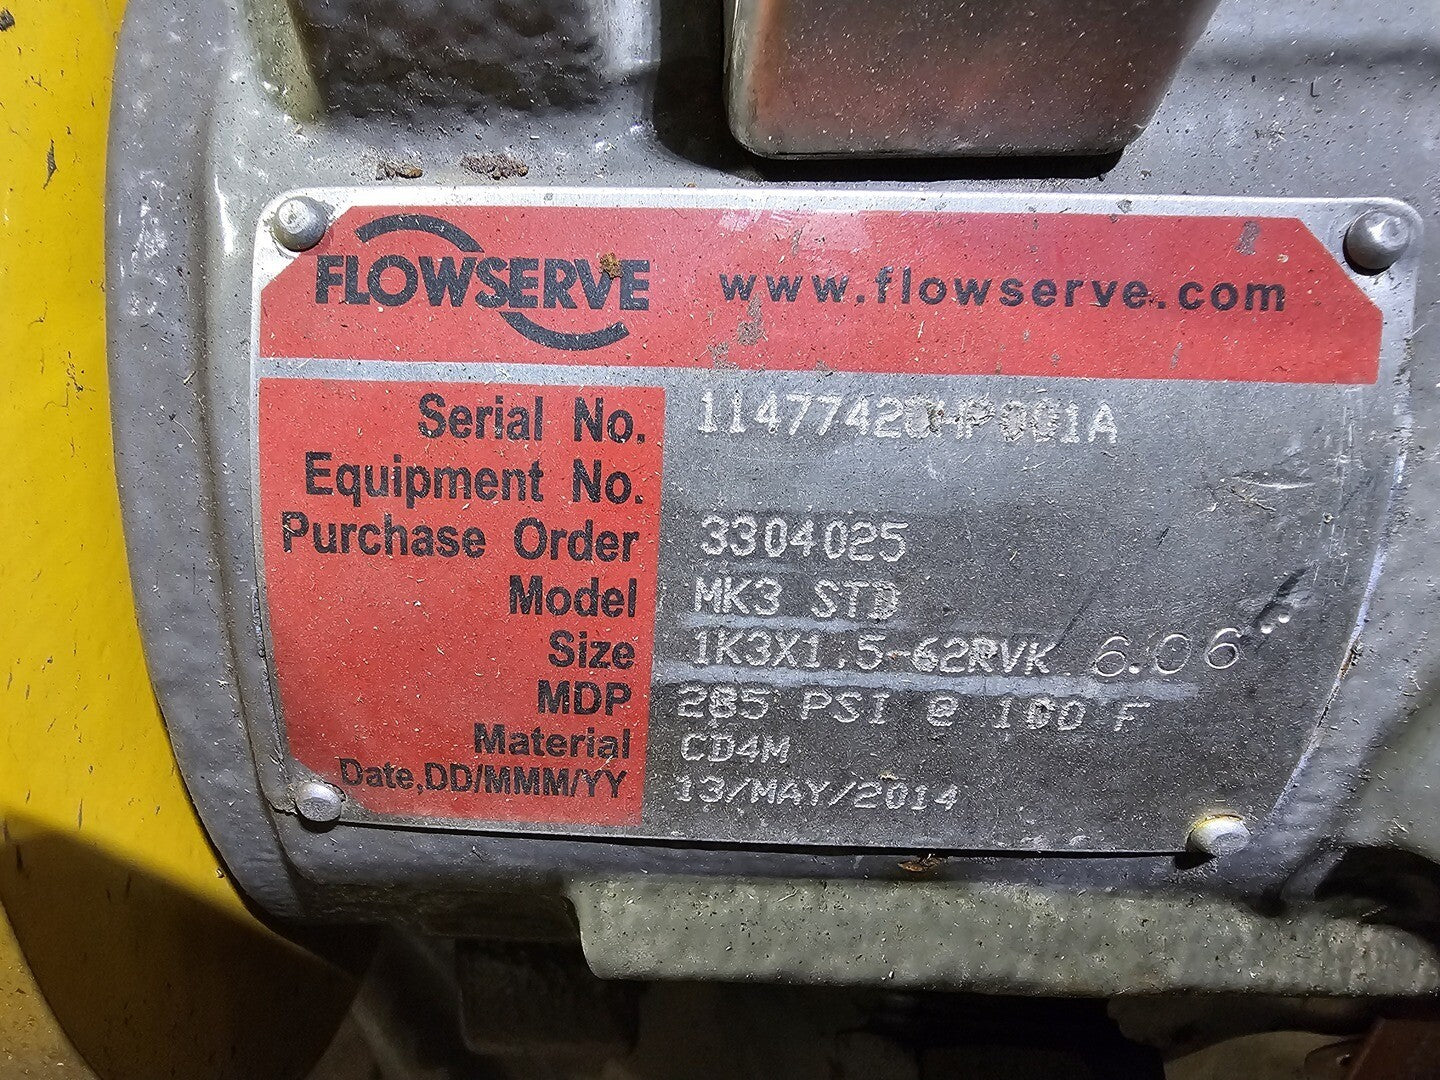 FLOWSERVE www.flowserve.com
Serial No. 1147742DMP001A
Equipment No.
Purchase Order 3304025
Model MK3 STD
Size 1K3X1.5-62RVK 6.06"
MDP 285 PSI @ 100 F
Material CD4M
Date,DD/MMM/YY 13/MAY/2014